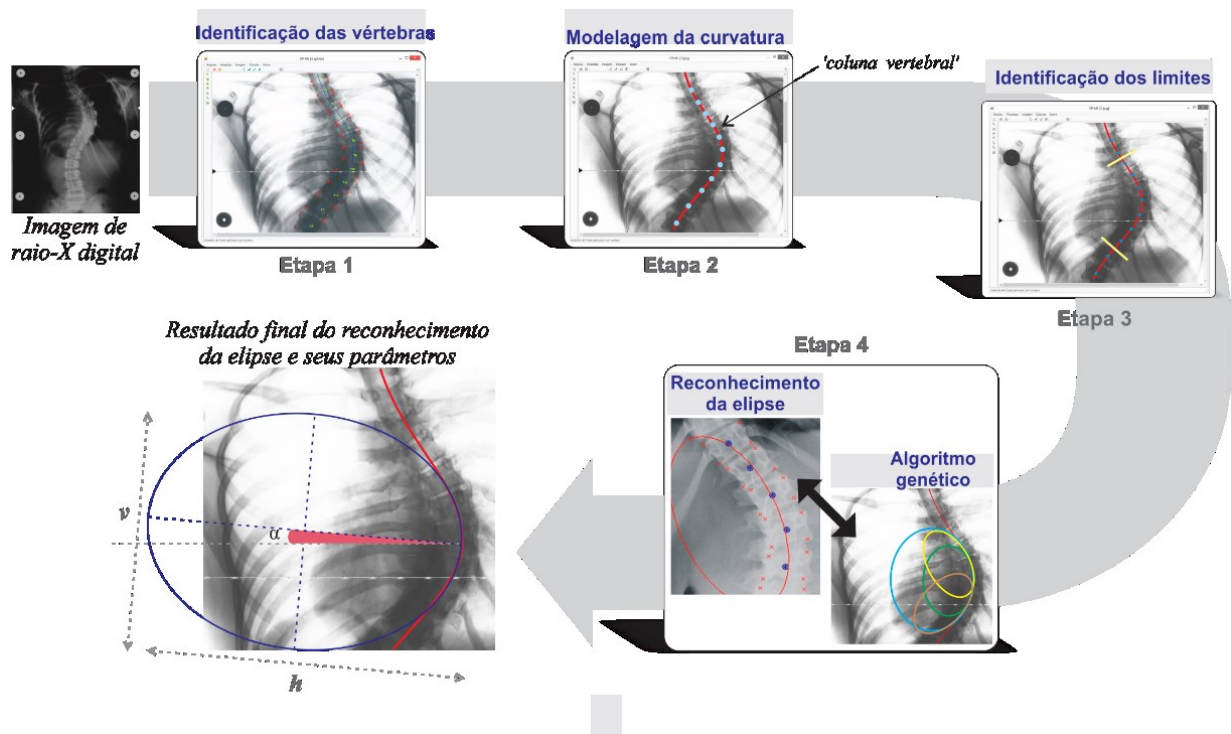 Identificação das vértebras
Modelagem da curvatura
'coluna vertebral'
Identificação dos limites
Imagem de
raio-X digital
Etapa 1
Etapa 2
Etapa 3
Resultado final do reconhecimento
da elipse e seus parâmetros
Etapa 4
Reconhecimento
da elipse
Algoritmo
genético
v
α
h